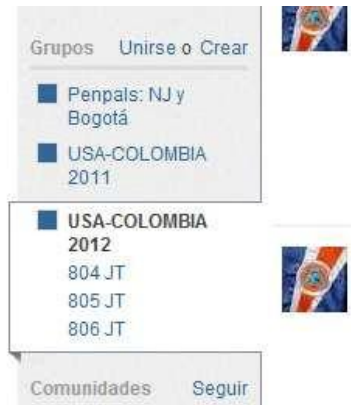 Grupos Unirse o Crear
Penpals: NJ y
Bogotá
USA-COLOMBIA
2011
USA-COLOMBIA
2012
804 JT
805 JT
806 JT
Comunidades Seguir